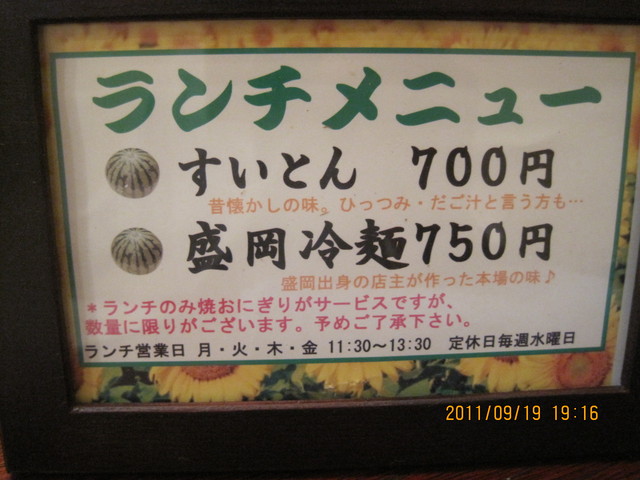 ランチメニュー
すいとん 700円
昔懐かしの味。ひっつみ・だご汁と言う方も…
盛岡冷麺750円
盛岡出身の店主が作った本場の味♪
*ランチのみ焼おにぎりがサービスですが、
数量に限りがございます。予めご了承下さい。
ランチ営業日 月・火・木・金 11:30～13:30 定休日毎週水曜日
2011/09/19 19:16